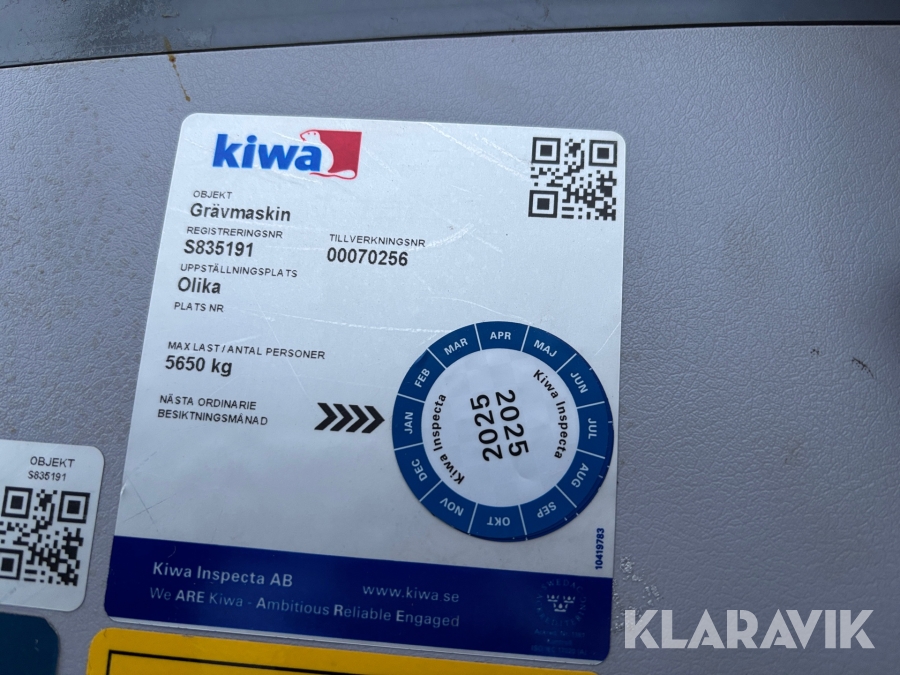 kiwa
OBJEKT
Grävmaskin
REGISTRERINGSNR
S835191
TILLVERKNINGSNR
00070256
UPPSTÄLLNINGSPLATS
Olika
PLATS NR
MAX LAST / ANTAL PERSONER
5650 kg
NÄSTA ORDINARIE
BESIKTNINGSMÅNAD
JAN
FEB
MAR
APR
MAJ
JUN
JUL
AUG
SEP
OKT
NOV
DEC
Kiwa Inspecta
2025
2025
Kiwa Inspecta
10419783
Kiwa Inspecta AB
www.kiwa.se
We ARE Kiwa - Ambitious Reliable Engaged
OBJEKT
S835191
KLARAVIK